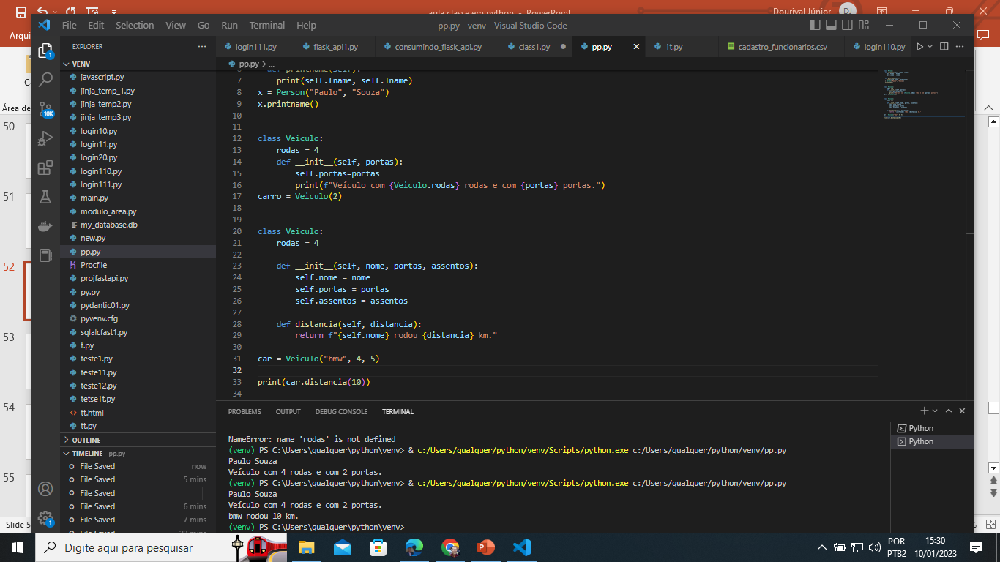 aula classe em python - PowerPoint
Dourival Júnior
DJ
Arqui
Área de
50
51
52
53
54
55
Slide 5
File Edit Selection View Go Run Terminal Help
pp.py - venv - Visual Studio Code
1
10K
1
EXPLORER
VENV
javascript.py
jinja_temp_1.py
jinja_temp2.py
jinja_temp3.py
login10.py
login11.py
login20.py
login110.py
login111.py
main.py
modulo_area.py
my_database.db
new.py
pp.py
Procfile
projfastapi.py
py.py
pydantic01.py
pyvenv.cfg
sqlalcfast1.py
t.py
teste1.py
teste11.py
teste12.py
tetse1t.py
tt.html
tt.py
OUTLINE
TIMELINE pp.py
File Saved now
File Saved 5 mins
File Saved
File Saved 6 mins
File Saved 7 mins
login111.py flask_api1.py consumindo_flask_api.py class1.py pp.py 1t.py cadastro_funcionarios.csv login110.py
pp.py > ...
7 print(self.fname, self.lname)
8 x = Person("Paulo", "Souza")
9 x.printname()
10
11
12 class Veiculo:
13 rodas = 4
14 def __init__(self, portas):
15 self.portas=portas
16 print(f"Veículo com {Veiculo.rodas} rodas e com {portas} portas.")
17 carro = Veiculo(2)
18
19
20 class Veiculo:
21 rodas = 4
22
23 def __init__(self, nome, portas, assentos):
24 self.nome = nome
25 self.portas = portas
26 self.assentos = assentos
27
28 def distancia(self, distancia):
29 return f"{self.nome} rodou {distancia} km."
30
31 car = Veiculo("bmw", 4, 5)
32
33 print(car.distancia(10))
34
PROBLEMS OUTPUT DEBUG CONSOLE TERMINAL
NameError: name 'rodas' is not defined
(venv) PS C:\Users\qualquer\python\venv> & c:/Users/qualquer/python/venv/Scripts/python.exe c:/Users/qualquer/python/venv/pp.py
Paulo Souza
Veículo com 4 rodas e com 2 portas.
(venv) PS C:\Users\qualquer\python\venv> & c:/Users/qualquer/python/venv/Scripts/python.exe c:/Users/qualquer/python/venv/pp.py
Paulo Souza
Veículo com 4 rodas e com 2 portas.
bmw rodou 10 km.
(venv) PS C:\Users\qualquer\python\venv>
Python
Python
Digite aqui para pesquisar
POR
PTB2
15:30
10/01/2023